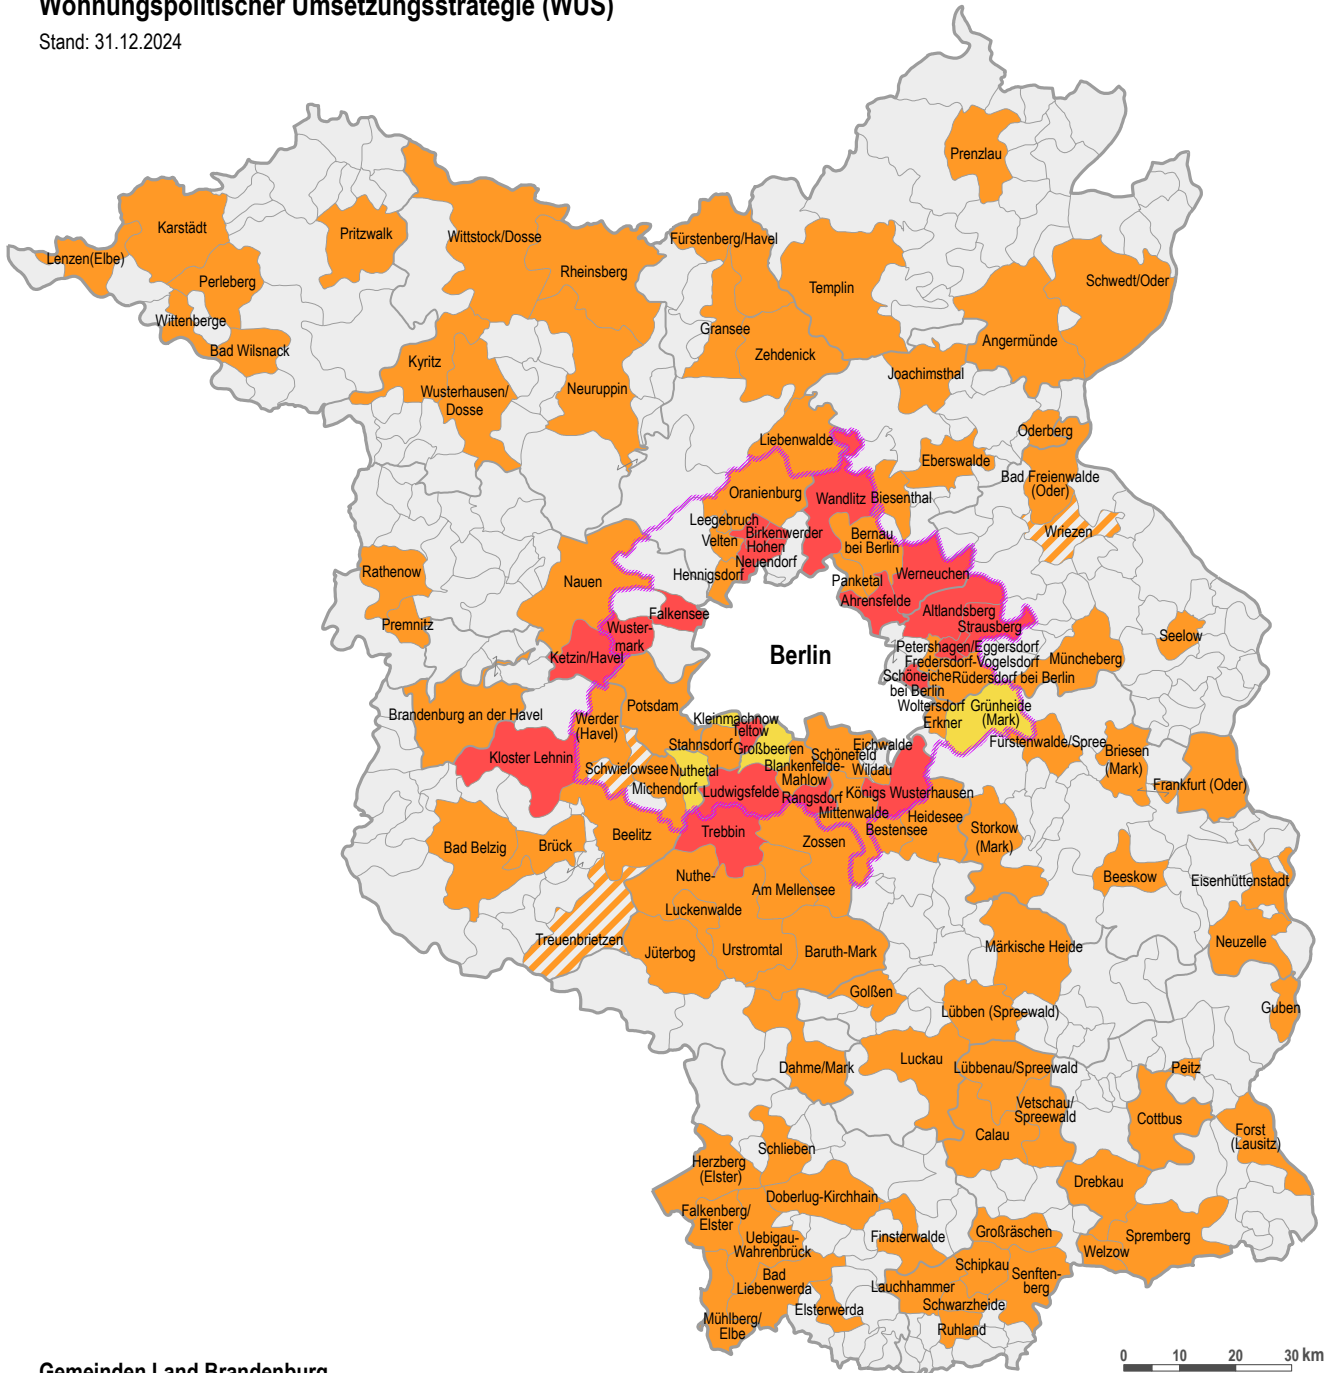 Wohnungspolitischer Umsetzungsstrategie (WUS)
Stand: 31.12.2024
Prenzlau
Karstädt
Pritzwalk
Wittstock/Dosse
Fürstenberg/Havel
Lenzen(Elbe)
Rheinsberg
Perleberg
Templin
Schwedt/Oder
Wittenberge
Gransee
Angermünde
Bad Wilsnack
Zehdenick
Kyritz
Joachimsthal
Wusterhausen/
Dosse
Neuruppin
Oderberg
Liebenwalde
Eberswalde
Bad Freienwalde
(Oder)
Oranienburg
Wandlitz
Biesenthal
Leegebruch
Birkenwerder
Velten
Hohen
Neuendorf
Bernau
bei Berlin
Wriezen
Hennigsdorf
Rathenow
Nauen
Panketal
Werneuchen
Ahrensfelde
Falkensee
Altlandsberg
Premnitz
Wuster-
mark
Strausberg
Seelow
Ketzin/Havel
Berlin
Petershagen/Eggersdorf
Fredersdorf-Vogelsdorf
Müncheberg
Schöneiche
bei Berlin
Rüdersdorf bei Berlin
Brandenburg an der Havel
Potsdam
Werder
(Havel)
Kleinmachnow
Teltow
Woltersdorf
Grünheide
(Mark)
Erkner
Stahnsdorf
Großbeeren
Eichwalde
Schönefeld
Fürstenwalde/Spree
Kloster Lehnin
Schwielowsee
Nuthetal
Blankenfelde-
Mahlow
Wildau
Briesen
(Mark)
Michendorf
Ludwigsfelde
Rangsdorf
Königs Wusterhausen
Frankfurt (Oder)
Mittenwalde
Heidesee
Bestensee
Storkow
(Mark)
Bad Belzig
Brück
Beelitz
Trebbin
Zossen
Nuthe-
Am Mellensee
Beeskow
Eisenhüttenstadt
Luckenwalde
Treuenbrietzen
Jüterbog
Urstromtal
Baruth-Mark
Märkische Heide
Neuzelle
Golßen
Lübben (Spreewald)
Guben
Dahme/Mark
Luckau
Lübbenau/Spreewald
Peitz
Vetschau/
Spreewald
Cottbus
Calau
Forst
(Lausitz)
Schlieben
Herzberg
(Elster)
Doberlug-Kirchhain
Drebkau
Falkenberg/
Elster
Uebigau-
Wahrenbrück
Finsterwalde
Großräschen
Spremberg
Welzow
Bad
Liebenwerda
Schipkau
Senften-
berg
Lauchhammer
Elsterwerda
Schwarzheide
Mühlberg/
Elbe
Ruhland
0 10 20 30 km
Gemeinden Land Brandenburg